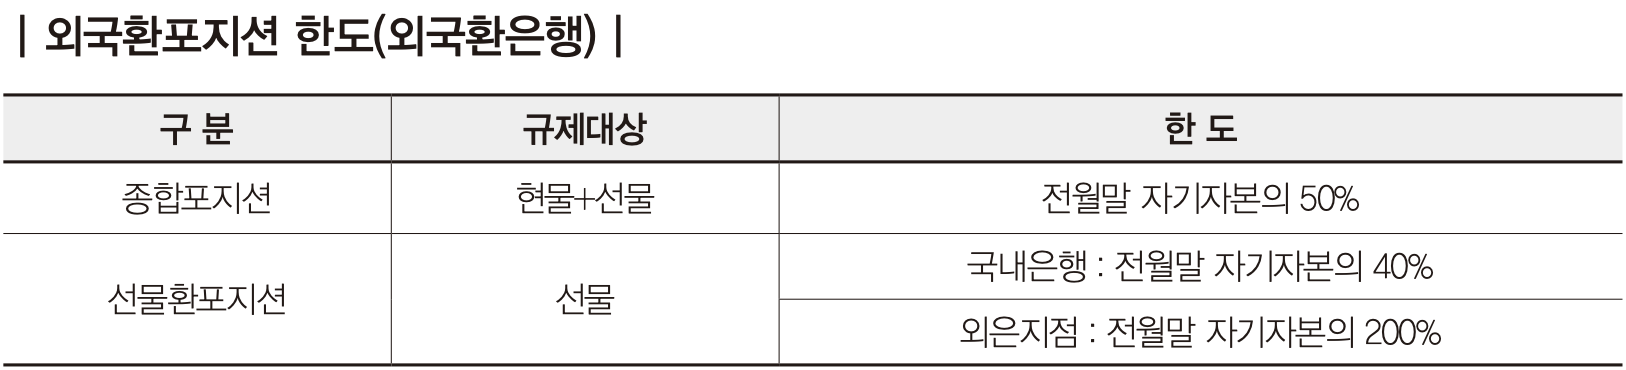 | 외국환포지션 한도(외국환은행) |
구 분 규제대상 한 도
종합포지션 현물+선물 전월말 자기자본의 50%
선물환포지션 선물 국내은행 : 전월말 자기자본의 40%
외은지점 : 전월말 자기자본의 200%